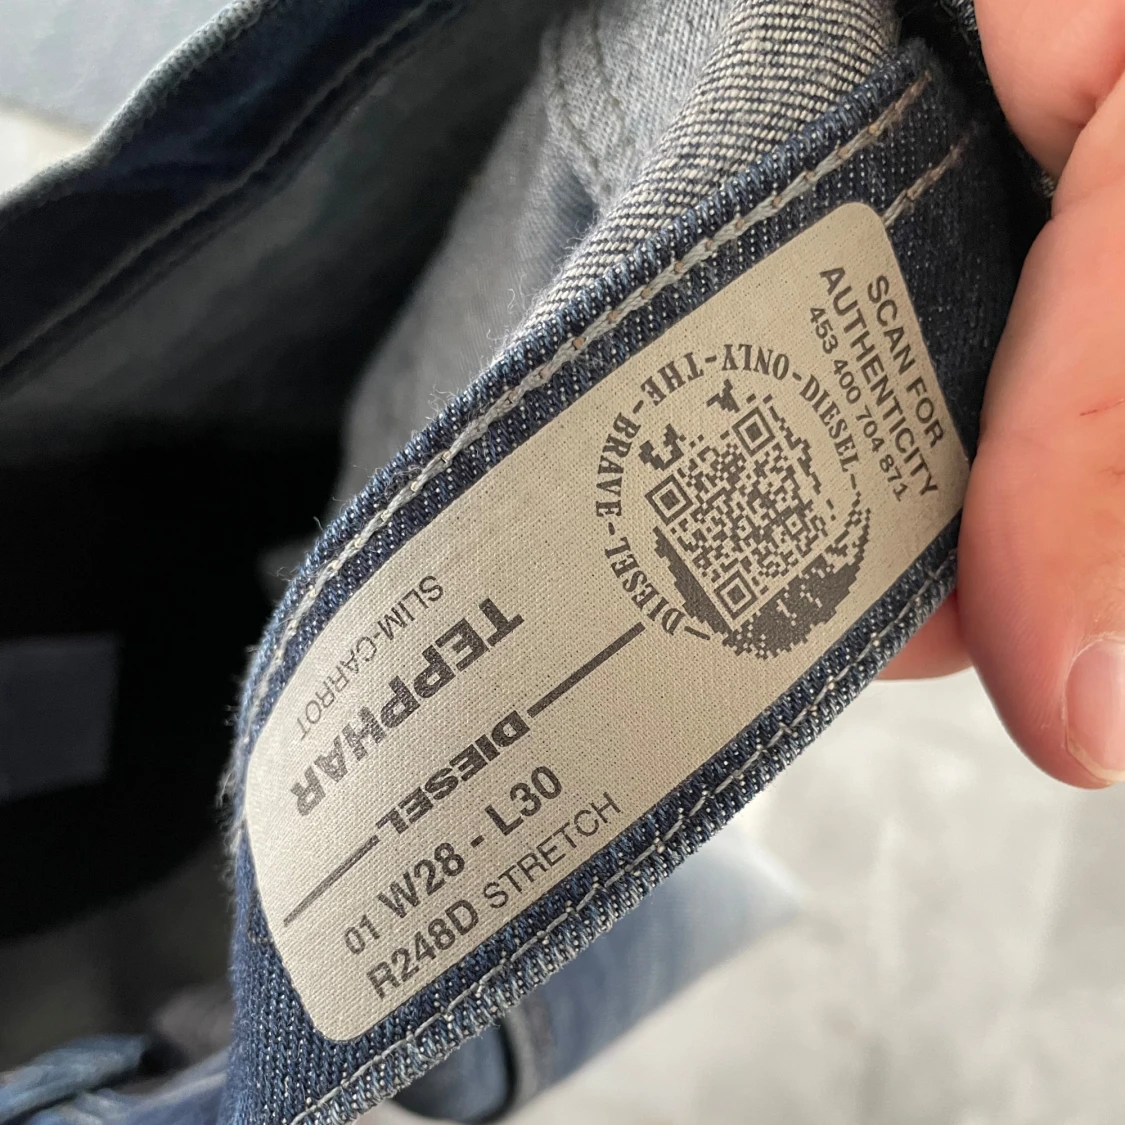 SCAN FOR
AUTHENTICITY
453 400 704 871
DIESEL-BRAVE-THE-BRAVE-ONLY-DIESEL-
SLIM-CARROT
TEPPHAR
DIESEL
01 W28 - L30
R248D STRETCH